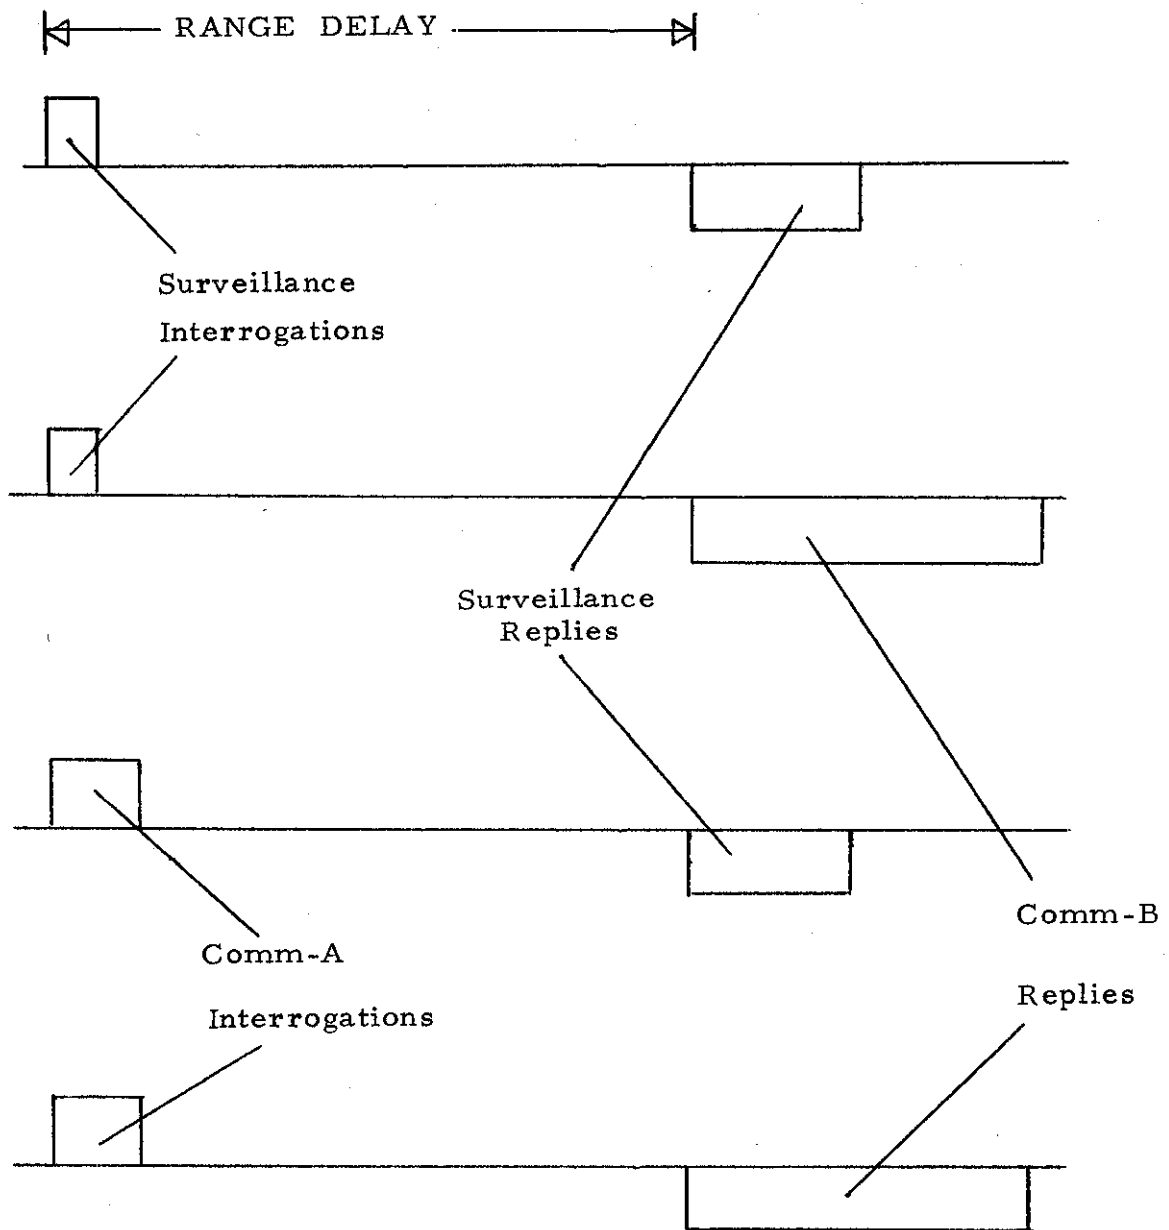 RANGE DELAY
Surveillance
Interrogations
Surveillance
Replies
Comm-A
Interrogations
Comm-B
Replies